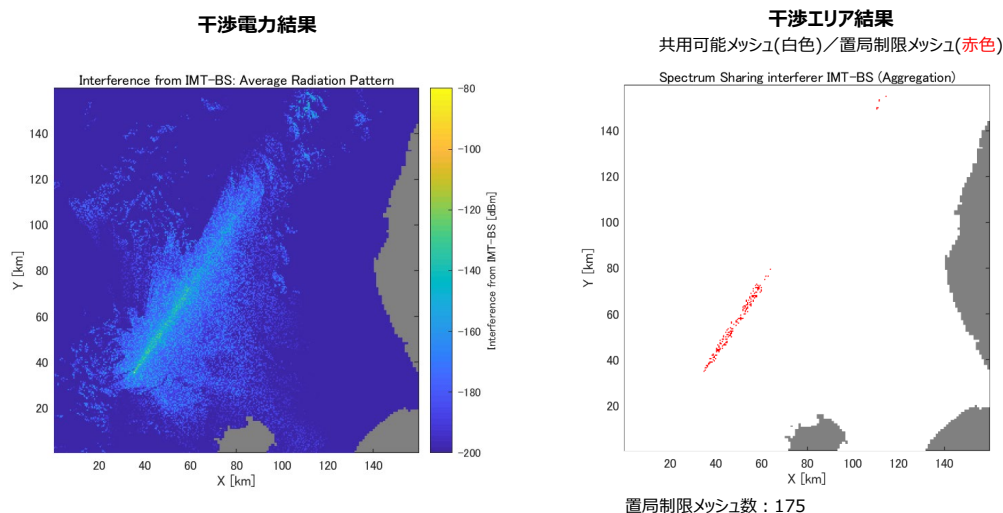 干渉電力結果
Interference from IMT-BS: Average Radiation Pattern
Y [km]
140
120
100
80
60
40
20
20 40 60 80 100 120 140
X [km]
-80
-100
-120
-140
-160
-180
-200
Interference from IMT-BS [dBm]
干渉エリア結果
共用可能メッシュ(白色)／置局制限メッシュ(赤色)
Spectrum Sharing interferer IMT-BS (Aggregation)
Y [km]
140
120
100
80
60
40
20
20 40 60 80 100 120 140
X [km]
置局制限メッシュ数：175